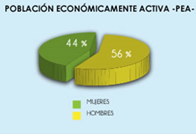 POBLACIÓN ECONÓMICAMENTE ACTIVA -PEA-
44 %
56 %
MUJERES
HOMBRES